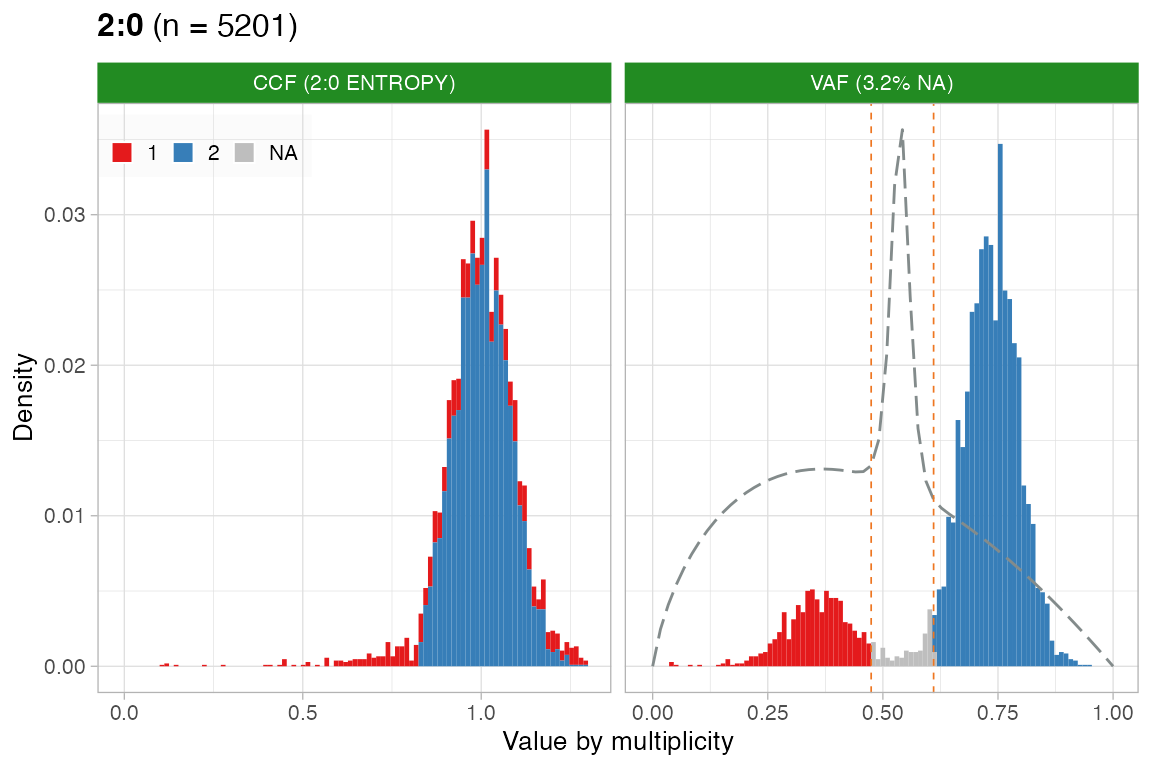 2:0 (n = 5201)
CCF (2:0 ENTROPY)
VAF (3.2% NA)
1 2 NA
Density
0.03
0.02
0.01
0.00
0.0 0.5 1.0
0.00 0.25 0.50 0.75 1.00
Value by multiplicity